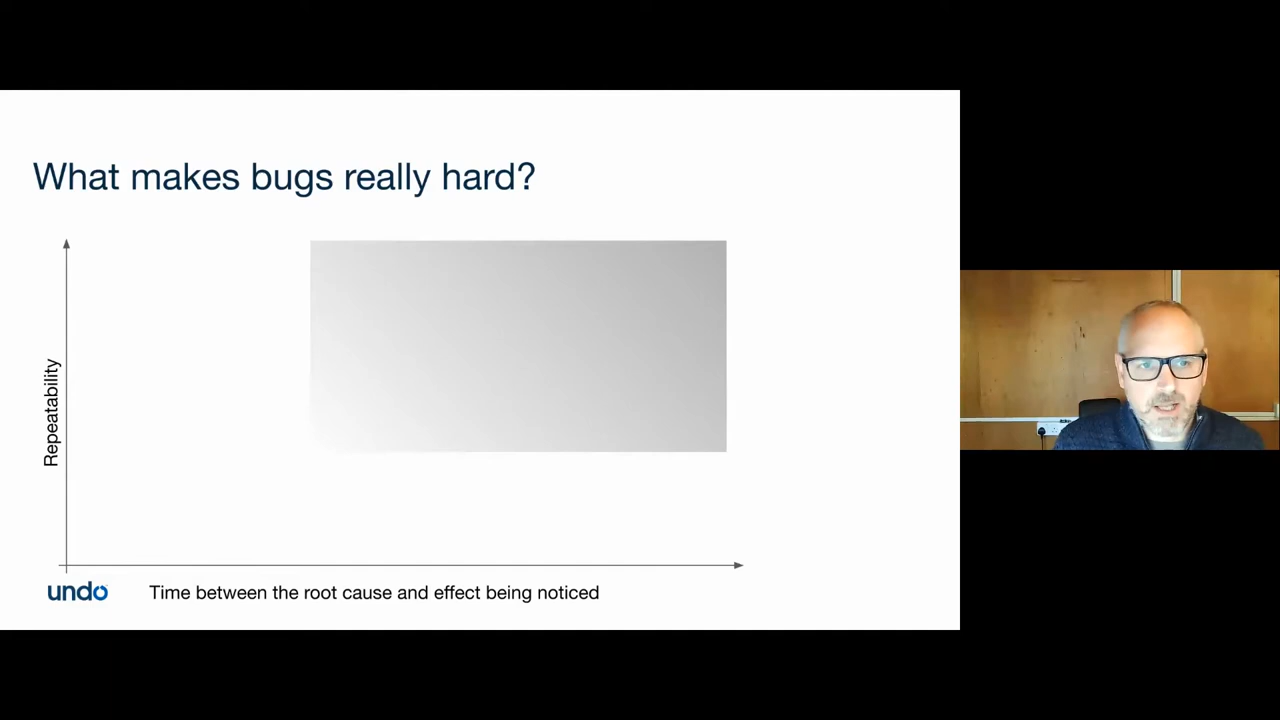 What makes bugs really hard?
Repeatability
undo
Time between the root cause and effect being noticed